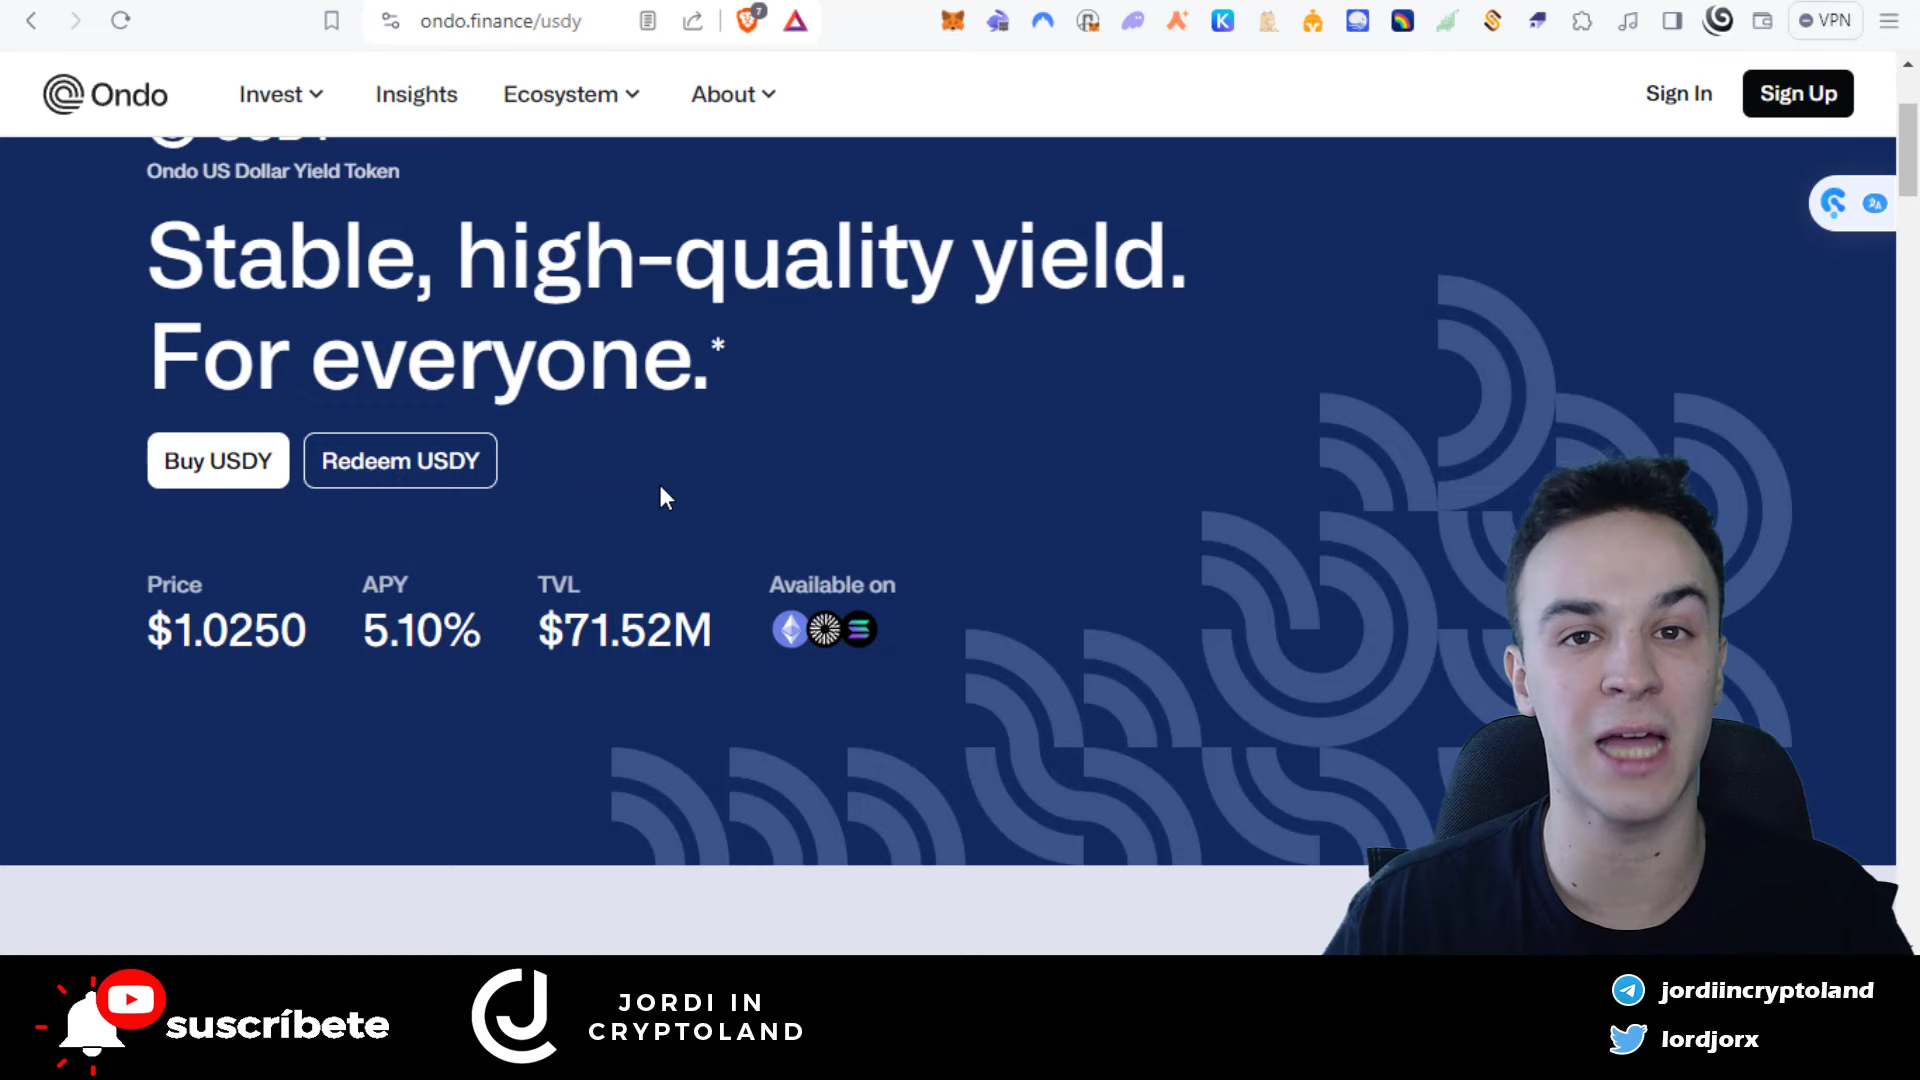 ondo.finance/usdy
7
VPN
Ondo
Invest
Insights
Ecosystem
About
Sign In
Sign Up
Ondo US Dollar Yield Token
Stable, high-quality yield.
For everyone.*
Buy USDY
Redeem USDY
Price
APY
TVL
Available on
$1.0250
5.10%
$71.52M
suscríbete
JORDI IN
CRYPTOLAND
jordiincryptoland
lordjorx